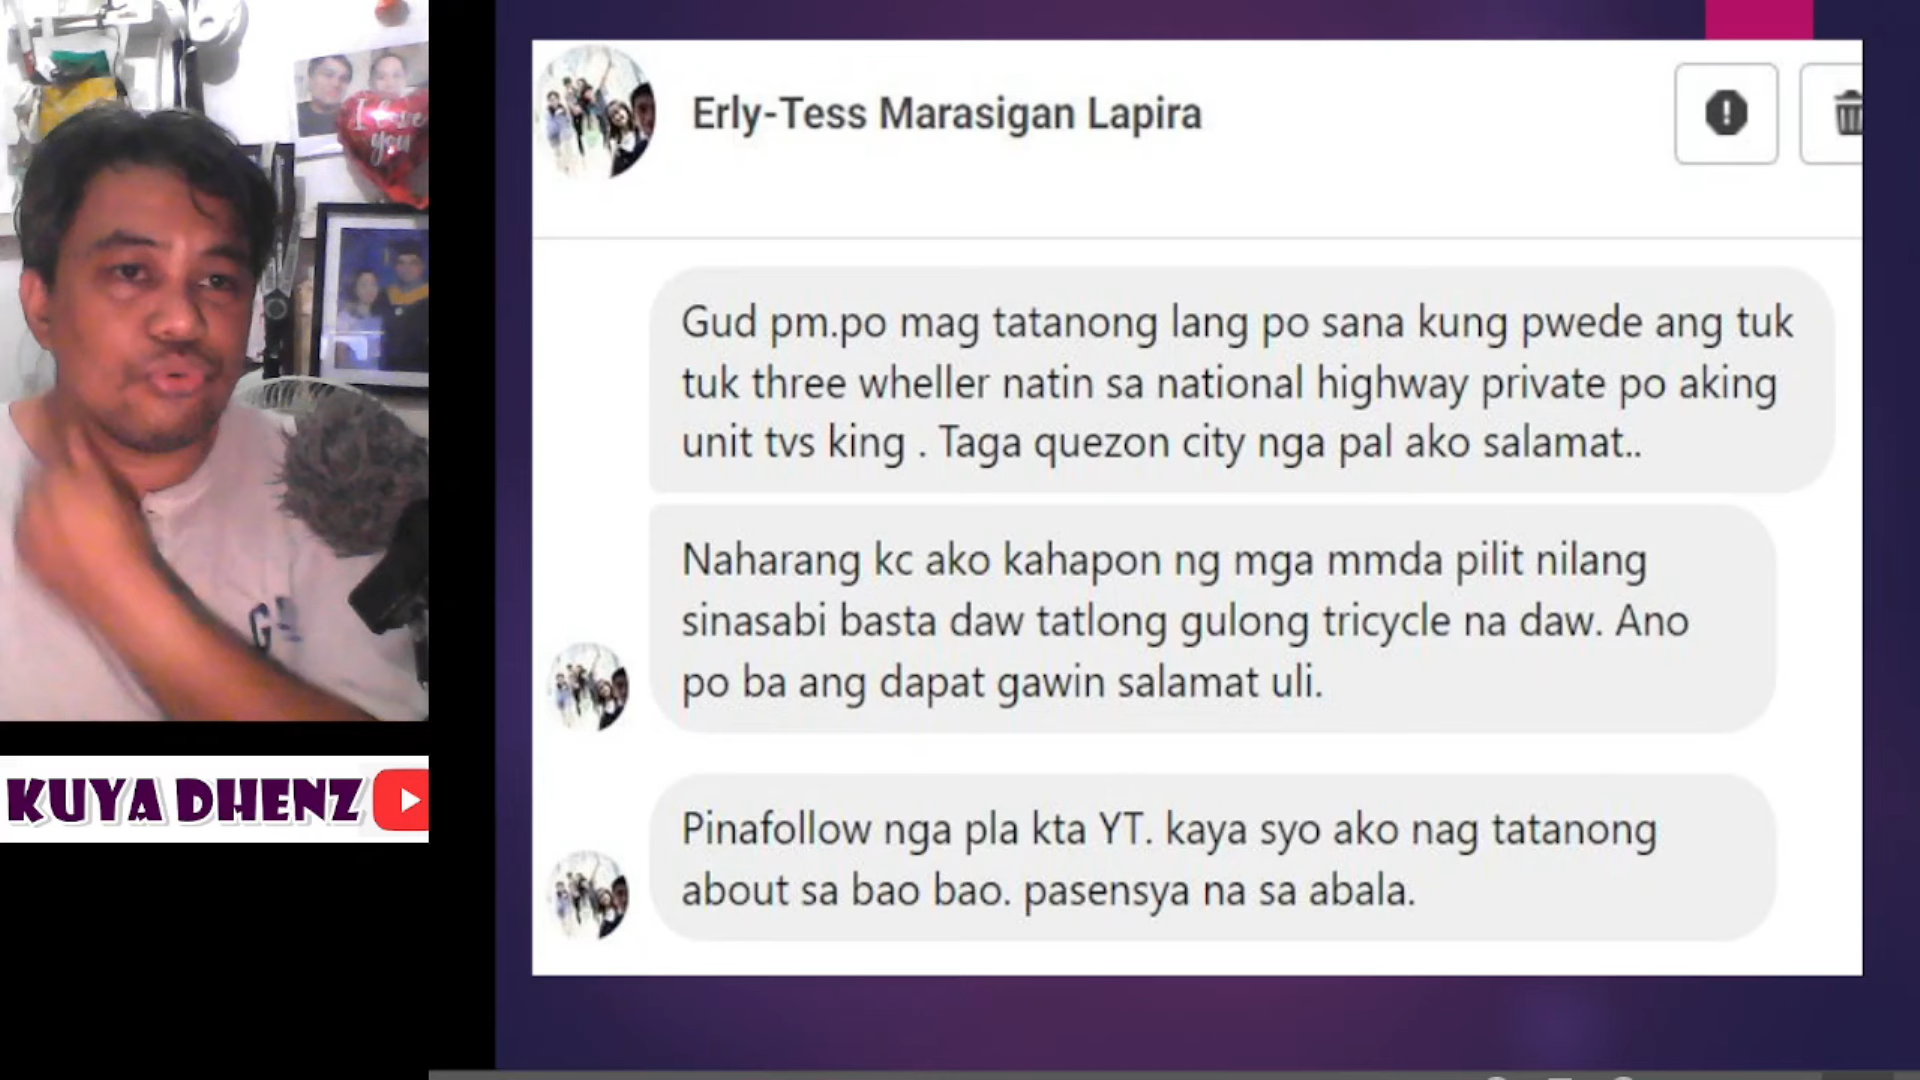 I love
you
Erly-Tess Marasigan Lapira
Gud pm.po mag tatanong lang po sana kung pwede ang tuk
tuk three wheller natin sa national highway private po aking
unit tvs king . Taga quezon city nga pal ako salamat..
Naharang kc ako kahapon ng mga mmda pilit nilang
sinasabi basta daw tatlong gulong tricycle na daw. Ano
po ba ang dapat gawin salamat uli.
Pinafollow nga pla kta YT. kaya syo ako nag tatanong
about sa bao bao. pasensya na sa abala.
KUYA DHENZ